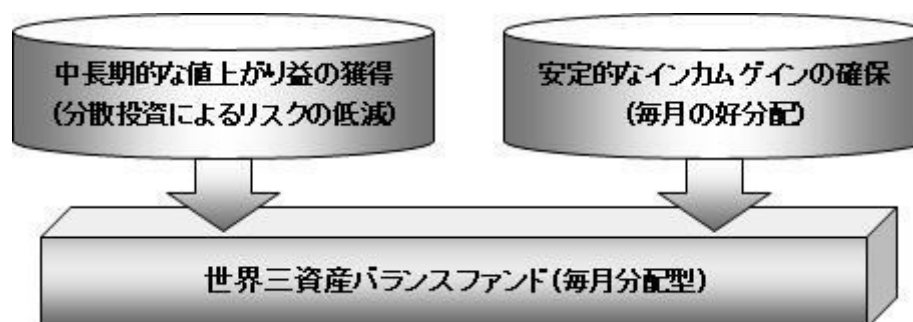 中長期的な値上がり益の獲得
(分散投資によるリスクの低減)
安定的なインカムゲインの確保
(毎月の好分配)
世界三資産バランスファンド(毎月分配型)